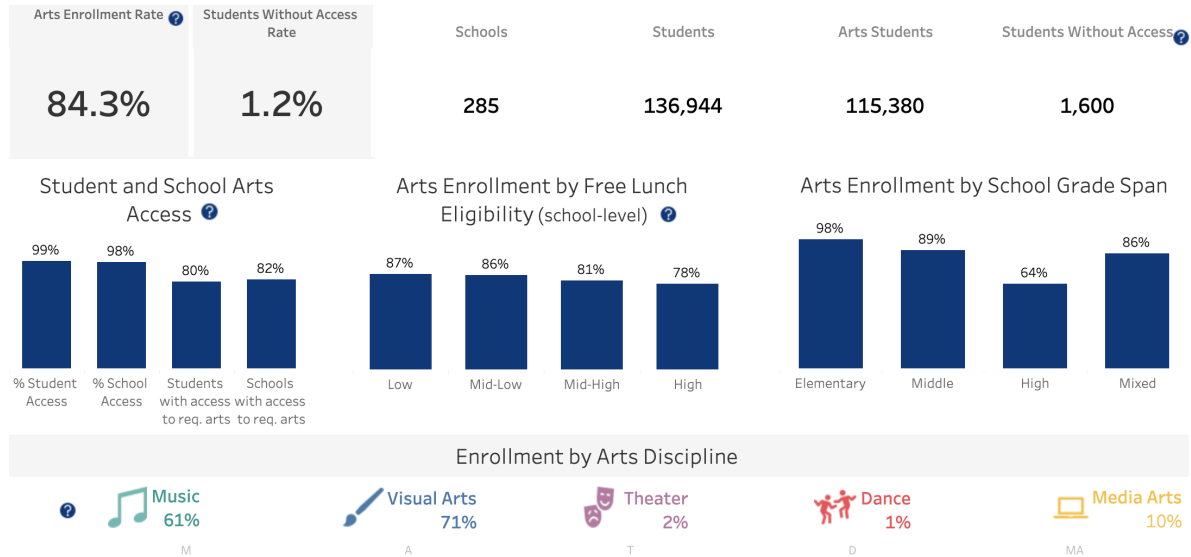 Arts Enrollment Rate ?
Students Without Access
Rate
Schools
Students
Arts Students
Students Without Access ?
84.3%
1.2%
285
136,944
115,380
1,600
Student and School Arts
Access ?
99%
98%
80%
82%
% Student
Access
% School
Access
Students
with access
to req. arts
Schools
with access
to req. arts
Arts Enrollment by Free Lunch
Eligibility (school-level) ?
87%
86%
81%
78%
Low
Mid-Low
Mid-High
High
Arts Enrollment by School Grade Span
98%
89%
64%
86%
Elementary
Middle
High
Mixed
Enrollment by Arts Discipline
?
Music
61%
M
Visual Arts
71%
A
Theater
2%
T
Dance
1%
D
Media Arts
10%
MA